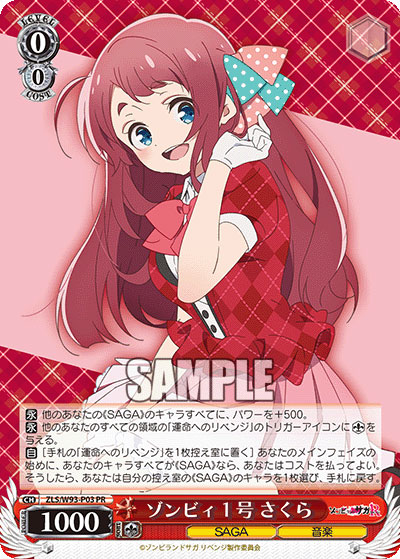 LEVEL
0
0
COST
SAMPLE
永 他のあなたの《SAGA》のキャラすべてに、パワーを+500。
永 他のあなたのすべての領域の「運命へのリベンジ」のトリガーアイコンに
を与える。
自 [手札の「運命へのリベンジ」を1枚控え室に置く] あなたのメインフェイズの
始めに、あなたのキャラすべてが《SAGA》なら、あなたはコストを払ってよい。
そうしたら、あなたは自分の控え室の《SAGA》のキャラを1枚選び、手札に戻す。
CH
ZLS/W93-P03 PR
1000
ゾンビィ1号 さくら
ゾンビランドサガR
SAGA
音楽
©ゾンビランドサガ リベンジ製作委員会